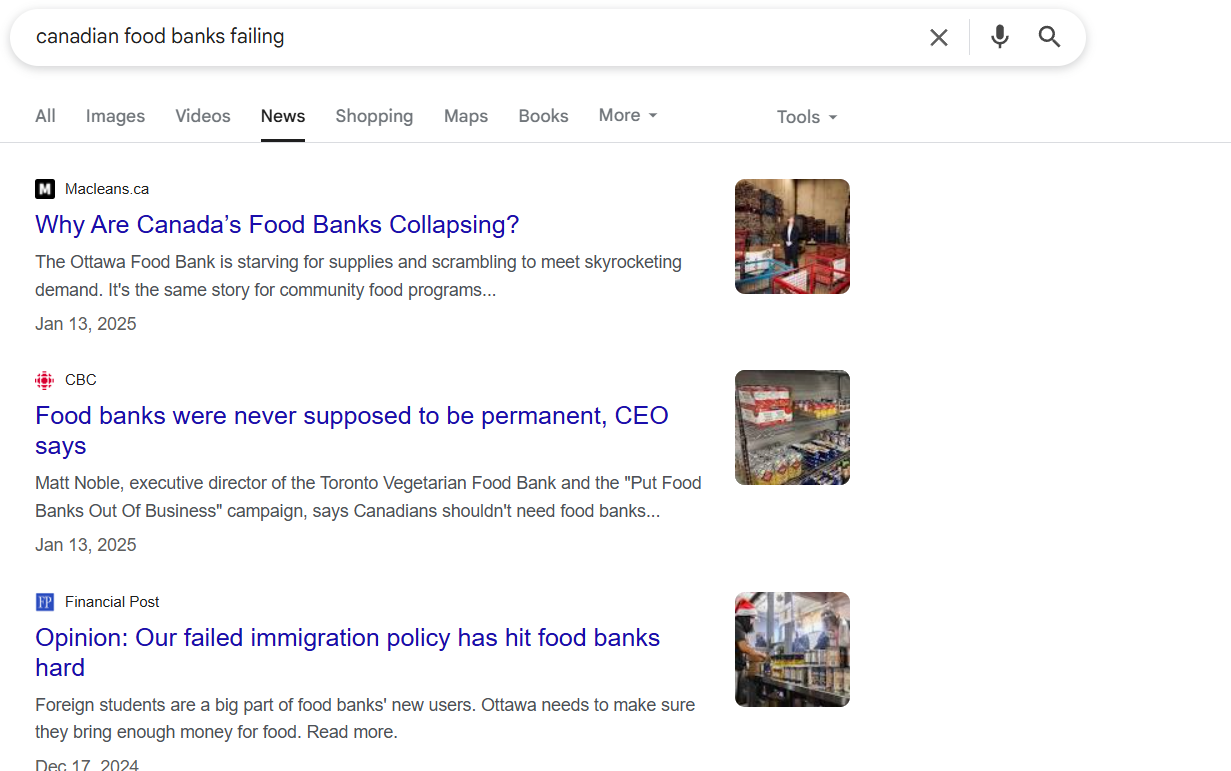 canadian food banks failing
All Images Videos News Shopping Maps Books More Tools
M Macleans.ca
Why Are Canada’s Food Banks Collapsing?
The Ottawa Food Bank is starving for supplies and scrambling to meet skyrocketing
demand. It's the same story for community food programs...
Jan 13, 2025
CBC
Food banks were never supposed to be permanent, CEO
says
Matt Noble, executive director of the Toronto Vegetarian Food Bank and the "Put Food
Banks Out Of Business" campaign, says Canadians shouldn't need food banks...
Jan 13, 2025
FP Financial Post
Opinion: Our failed immigration policy has hit food banks
hard
Foreign students are a big part of food banks' new users. Ottawa needs to make sure
they bring enough money for food. Read more.
Dec 17, 2024